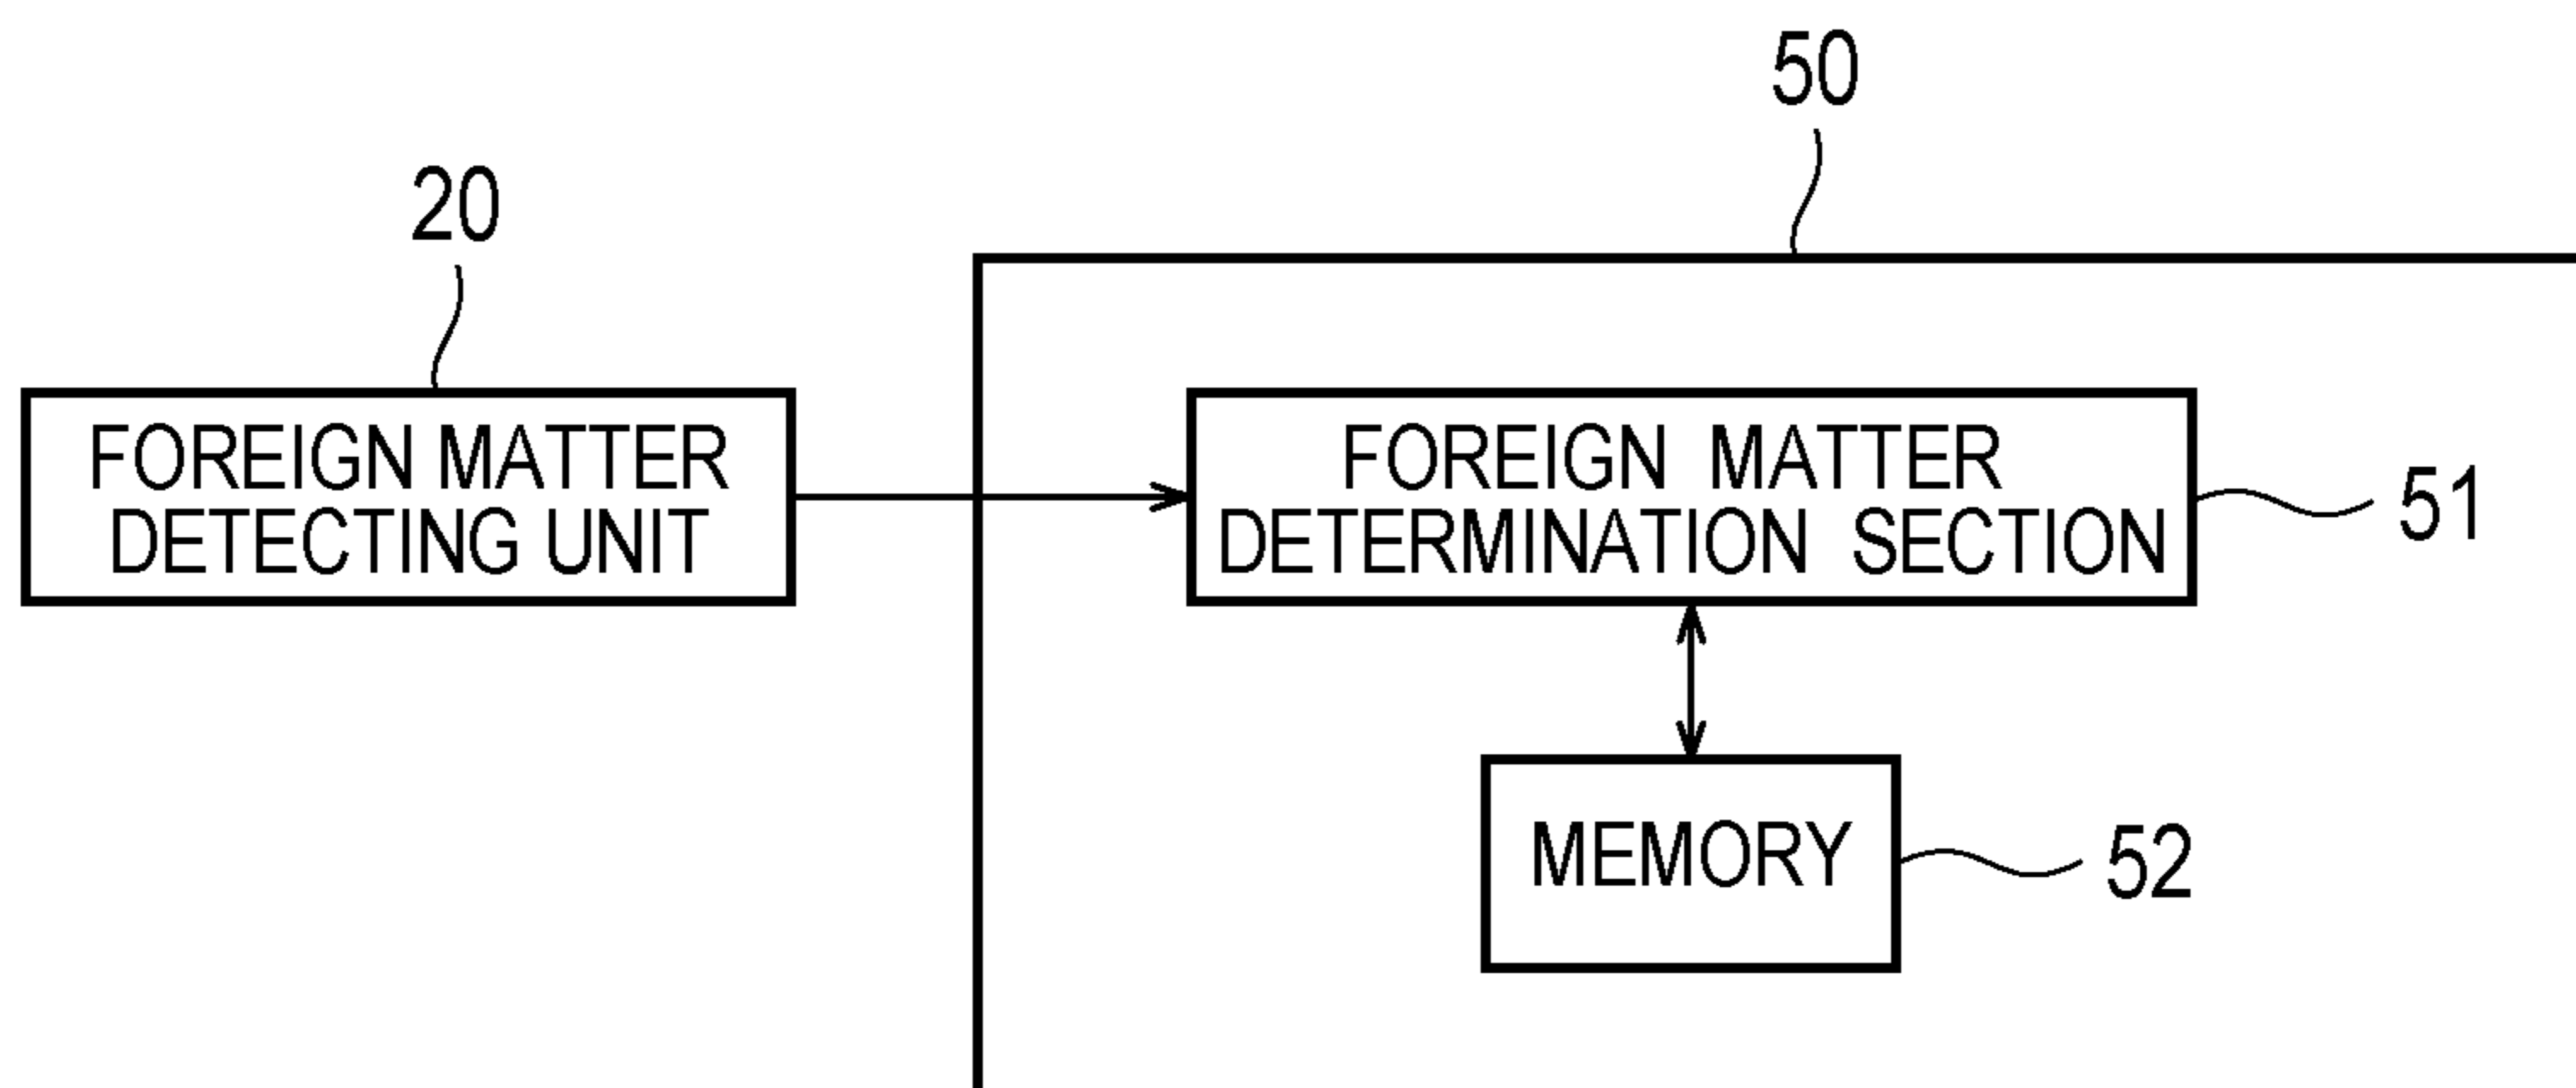 50
20
FOREIGN MATTER
DETECTING UNIT
FOREIGN MATTER
DETERMINATION SECTION
51
MEMORY
52